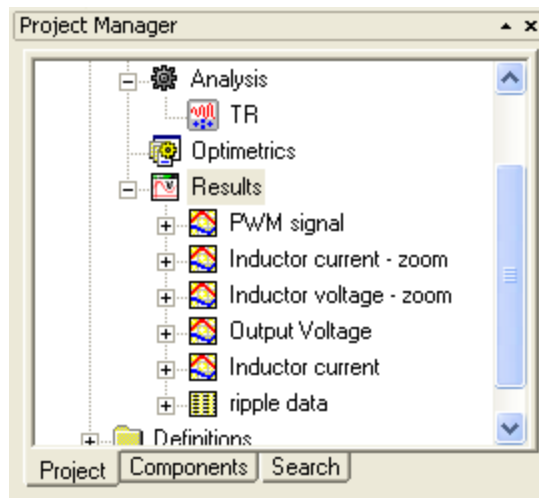 Project Manager
Analysis
TR
Optimetrics
Results
PWM signal
Inductor current - zoom
Inductor voltage - zoom
Output Voltage
Inductor current
ripple data
Definitions
Project Components Search